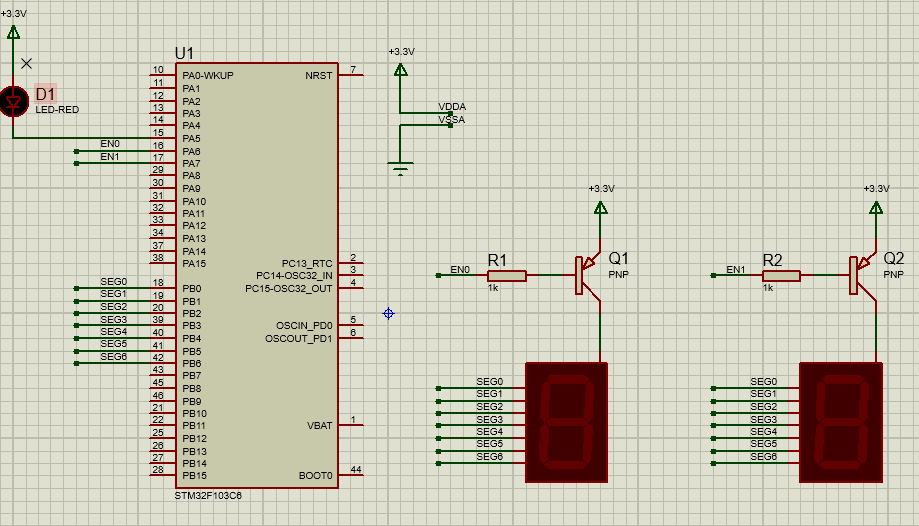 +3.3V
D1
LED-RED
U1
10 PA0-WKUP NRST 7
11 PA1
12 PA2
13 PA3
14 PA4
15 PA5
EN0 16 PA6
EN1 17 PA7
29 PA8
30 PA9
31 PA10
32 PA11
33 PA12
34 PA13
37 PA14
38 PA15 PC13_RTC 2
PC14-OSC32_IN 3
SEG0 18 PB0 PC15-OSC32_OUT 4
SEG1 19 PB1
SEG2 20 PB2
SEG3 39 PB3 OSCIN_PD0 5
SEG4 40 PB4 OSCOUT_PD1 6
SEG5 41 PB5
SEG6 42 PB6
43 PB7
45 PB8
46 PB9
21 PB10
22 PB11 VBAT 1
25 PB12
26 PB13
27 PB14
28 PB15 BOOT0 44
STM32F103C6
+3.3V
VDDA
VSSA
+3.3V
EN0 R1 Q1
1k PNP
SEG0
SEG1
SEG2
SEG3
SEG4
SEG5
SEG6
+3.3V
EN1 R2 Q2
1k PNP
SEG0
SEG1
SEG2
SEG3
SEG4
SEG5
SEG6